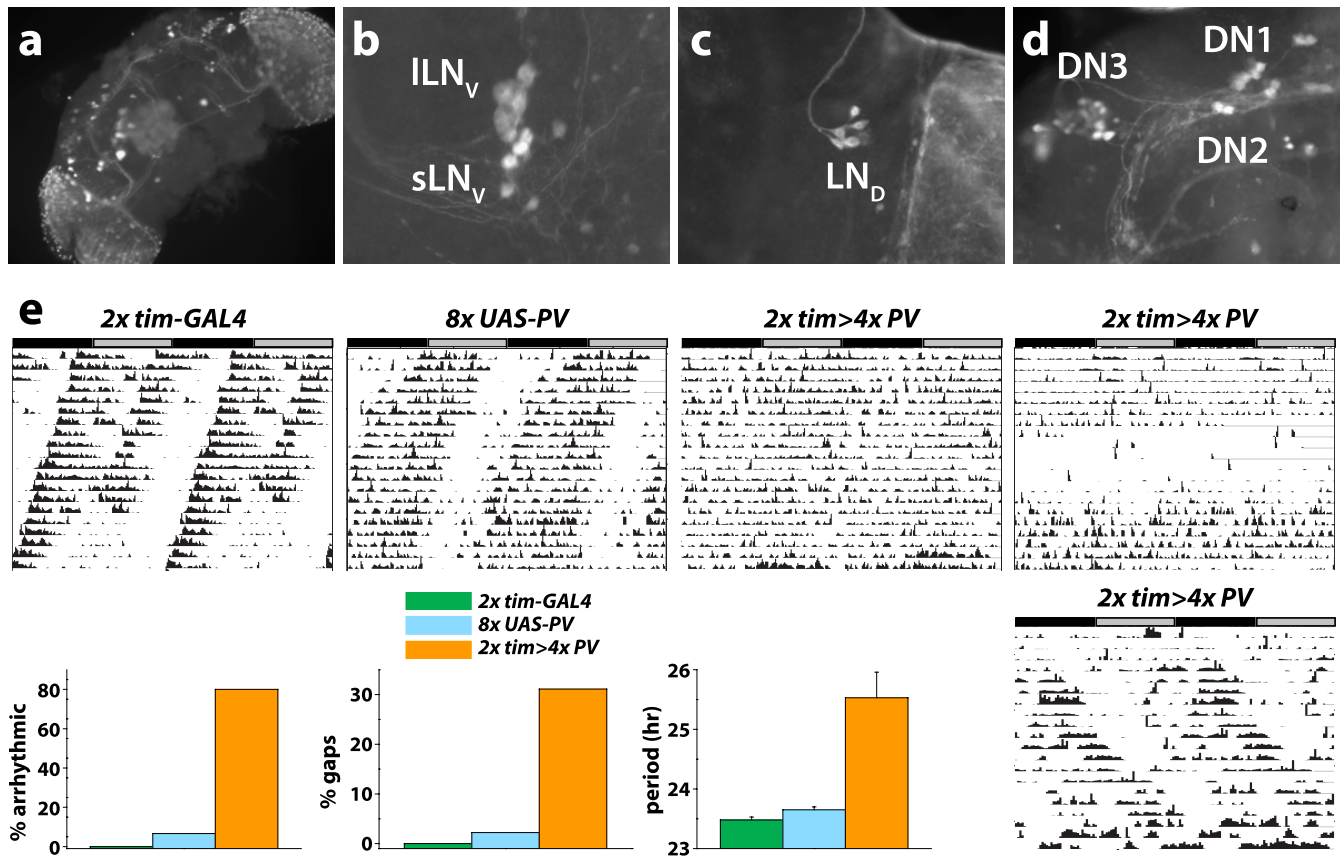 a
b
c
d
lLNV
sLNV
LND
DN3
DN1
DN2
e
2x tim-GAL4
8x UAS-PV
2x tim>4x PV
2x tim>4x PV
2x tim-GAL4
8x UAS-PV
2x tim>4x PV
2x tim>4x PV
% arrhythmic
80
60
40
20
0
% gaps
30
20
10
0
period (hr)
26
25
24
23